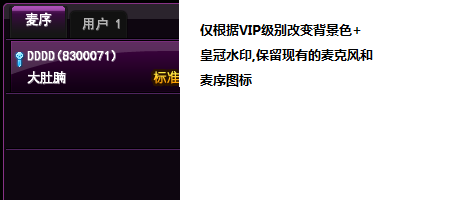 麦序 用户 1
DDDD(8300071)
大肚腩 标准
仅根据VIP级别改变背景色+
皇冠水印,保留现有的麦克风和
麦序图标